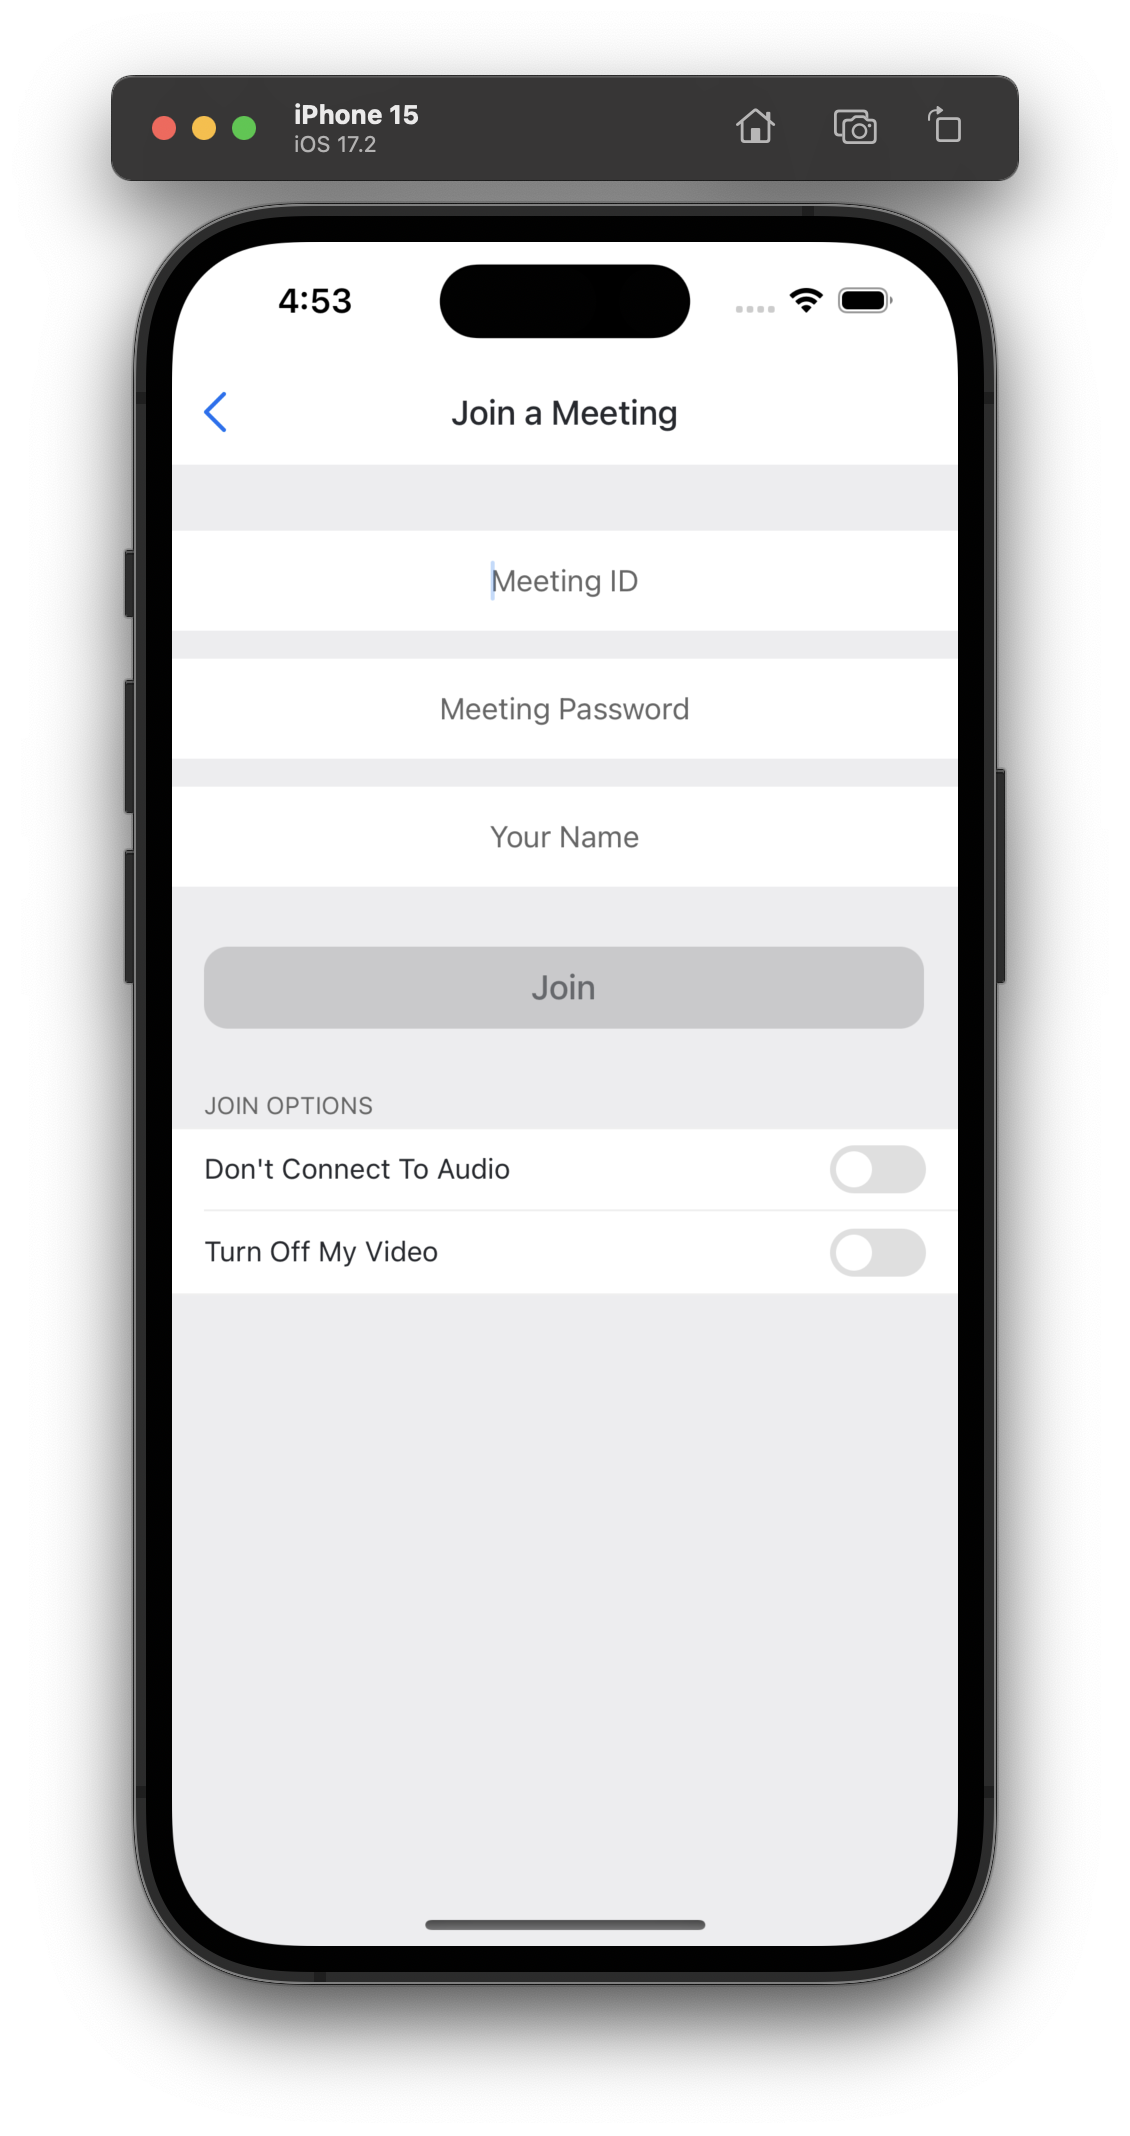 iPhone 15
iOS 17.2
4:53
Join a Meeting
Meeting ID
Meeting Password
Your Name
Join
JOIN OPTIONS
Don't Connect To Audio
Turn Off My Video